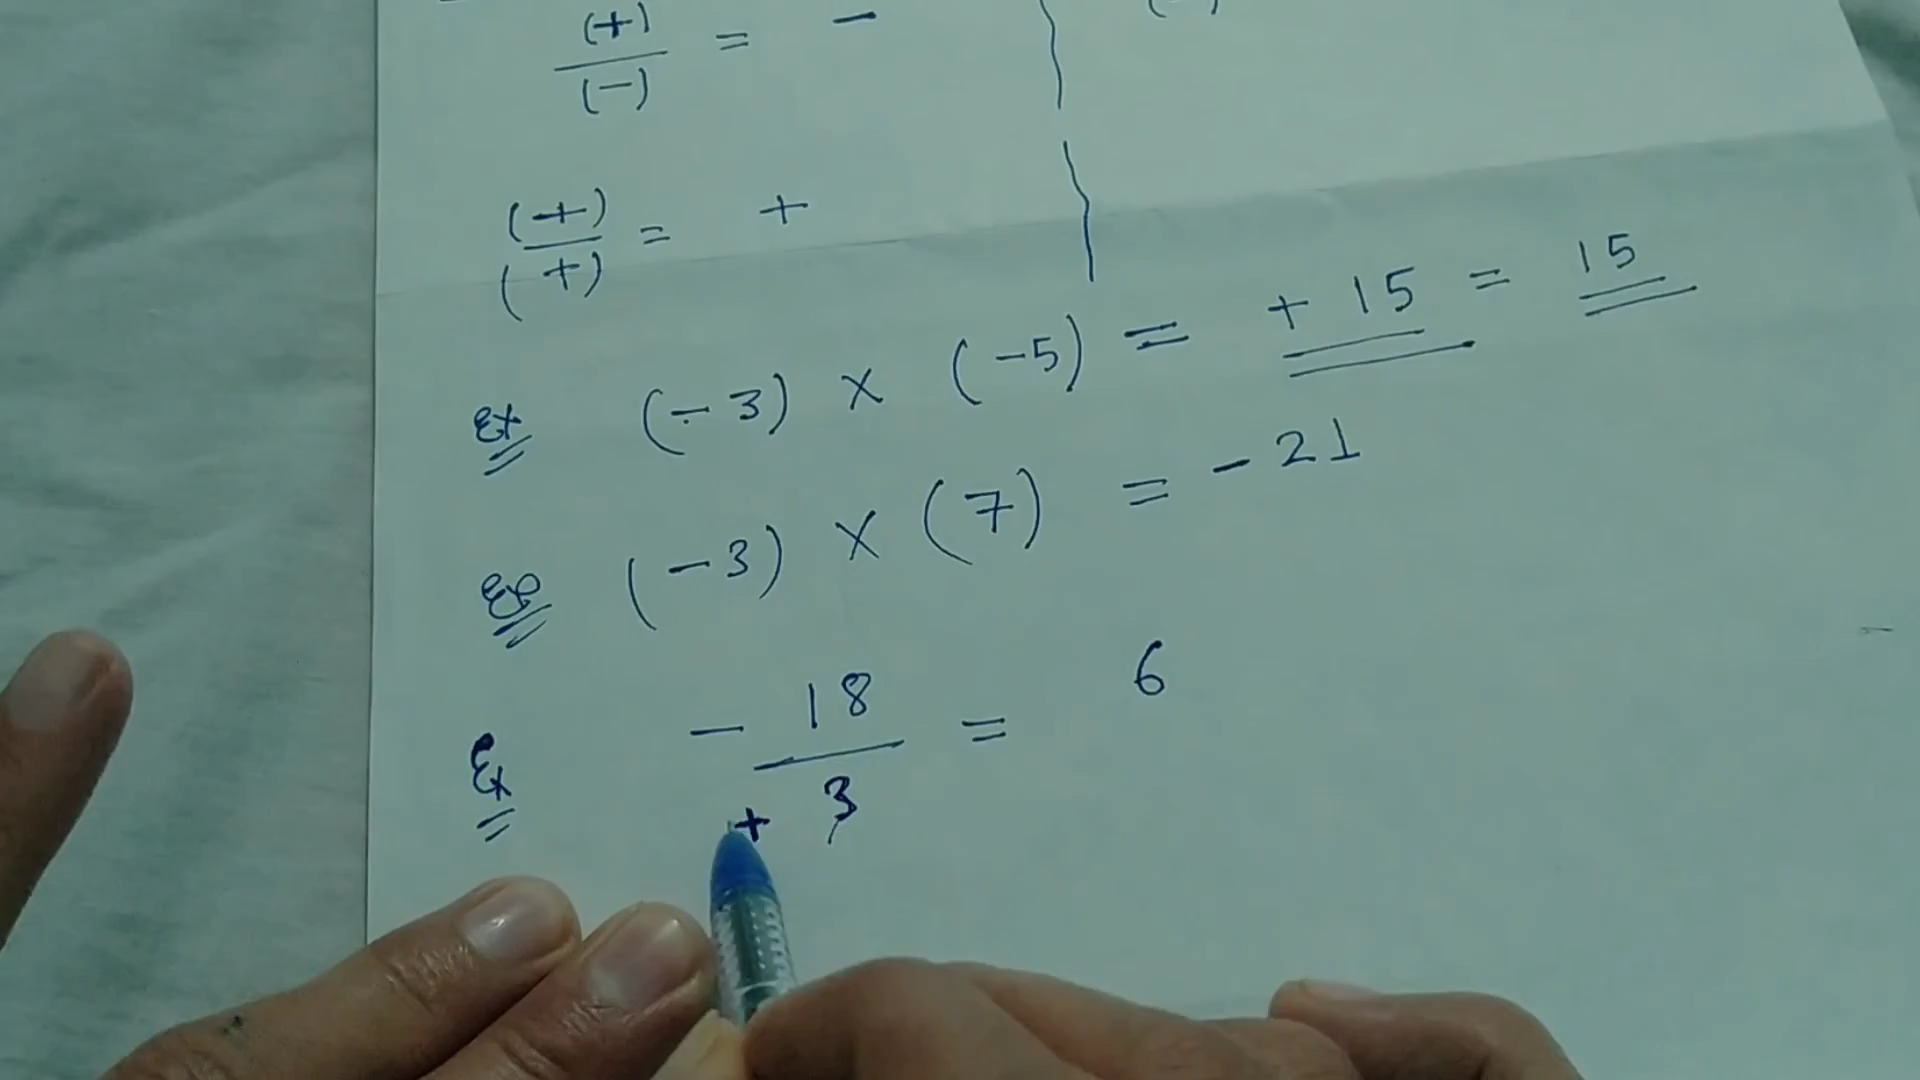 (+)/(-) = -
(+)/(+) = +
Ex (-3) × (-5) = +15 = 15
Ex (-3) × (7) = -21
Ex -18/+3 = 6